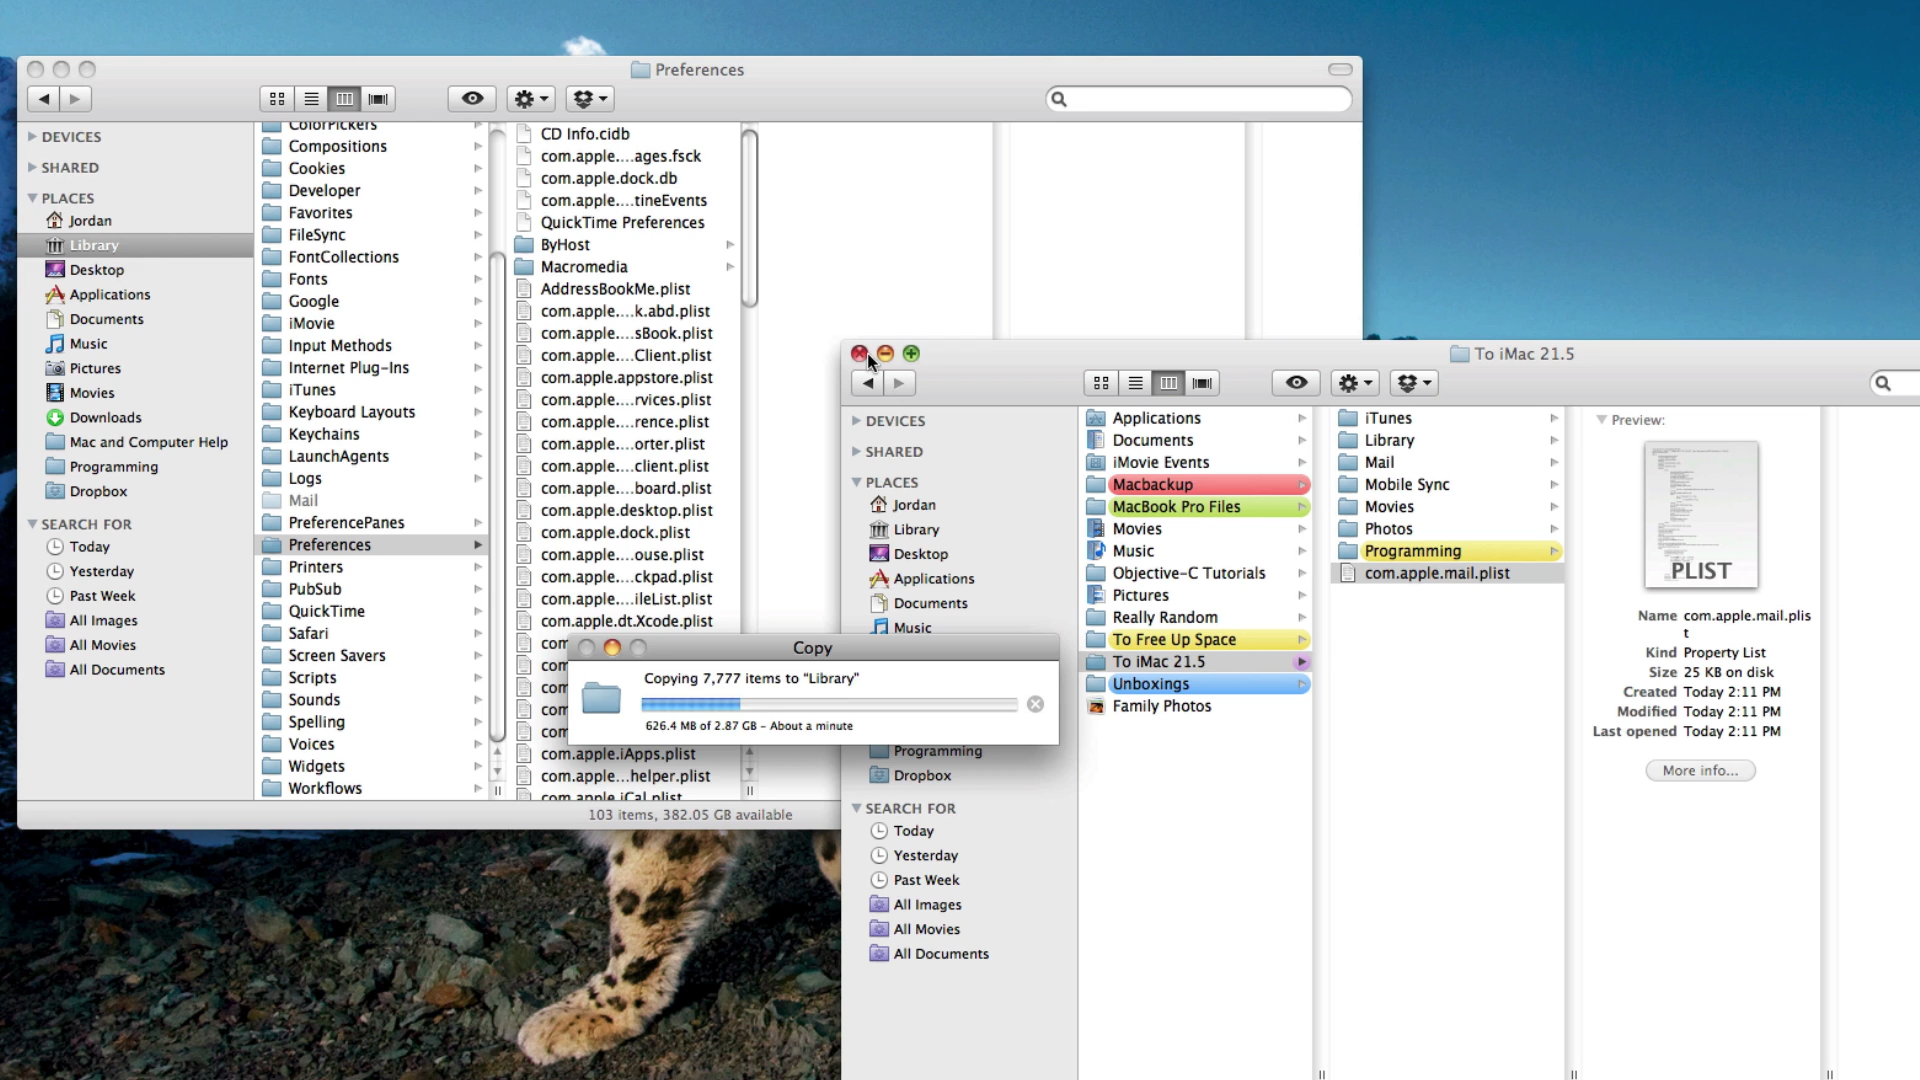 Preferences
DEVICES
SHARED
PLACES
Jordan
Library
Desktop
Applications
Documents
Music
Pictures
Movies
Downloads
Mac and Computer Help
Programming
Dropbox
SEARCH FOR
Today
Yesterday
Past Week
All Images
All Movies
All Documents
ColorPickers
Compositions
Cookies
Developer
Favorites
FileSync
FontCollections
Fonts
Google
iMovie
Input Methods
Internet Plug-Ins
iTunes
Keyboard Layouts
Keychains
LaunchAgents
Logs
Mail
PreferencePanes
Preferences
Printers
PubSub
QuickTime
Safari
Screen Savers
Scripts
Sounds
Spelling
Voices
Widgets
Workflows
CD Info.cidb
com.apple....ages.fsck
com.apple.dock.db
com.apple....tineEvents
QuickTime Preferences
ByHost
Macromedia
AddressBookMe.plist
com.apple....k.abd.plist
com.apple....sBook.plist
com.apple....Client.plist
com.apple.appstore.plist
com.apple....rvices.plist
com.apple....rence.plist
com.apple....orter.plist
com.apple....client.plist
com.apple....board.plist
com.apple.desktop.plist
com.apple.dock.plist
com.apple....ouse.plist
com.apple....ckpad.plist
com.apple....ileList.plist
com.apple.dt.Xcode.plist
com
com
com
com
com
com.apple.iApps.plist
com.apple...helper.plist
com.apple.iCal.plist
103 items, 382.05 GB available
Copy
Copying 7,777 items to “Library”
626.4 MB of 2.87 GB – About a minute
To iMac 21.5
DEVICES
SHARED
PLACES
Jordan
Library
Desktop
Applications
Documents
Music
Programming
Dropbox
SEARCH FOR
Today
Yesterday
Past Week
All Images
All Movies
All Documents
Applications
Documents
iMovie Events
Macbackup
MacBook Pro Files
Movies
Music
Objective-C Tutorials
Pictures
Really Random
To Free Up Space
To iMac 21.5
Unboxings
Family Photos
iTunes
Library
Mail
Mobile Sync
Movies
Photos
Programming
com.apple.mail.plist
Preview:
PLIST
Name com.apple.mail.plis
t
Kind Property List
Size 25 KB on disk
Created Today 2:11 PM
Modified Today 2:11 PM
Last opened Today 2:11 PM
More info...